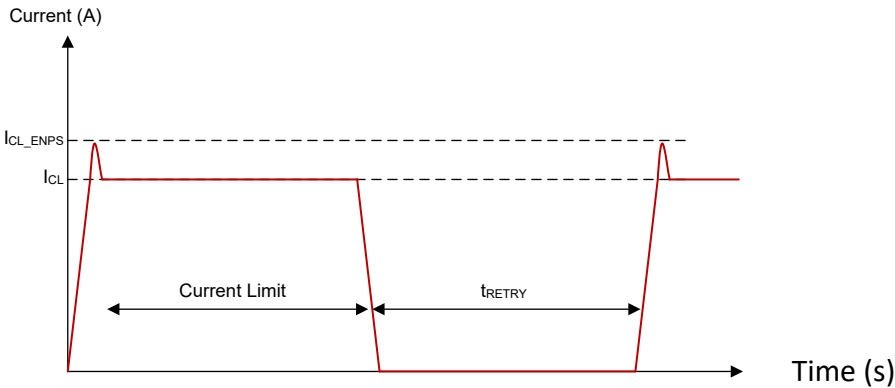 Current (A)
ICL_ENPS
ICL
Current Limit
tRETRY
Time (s)